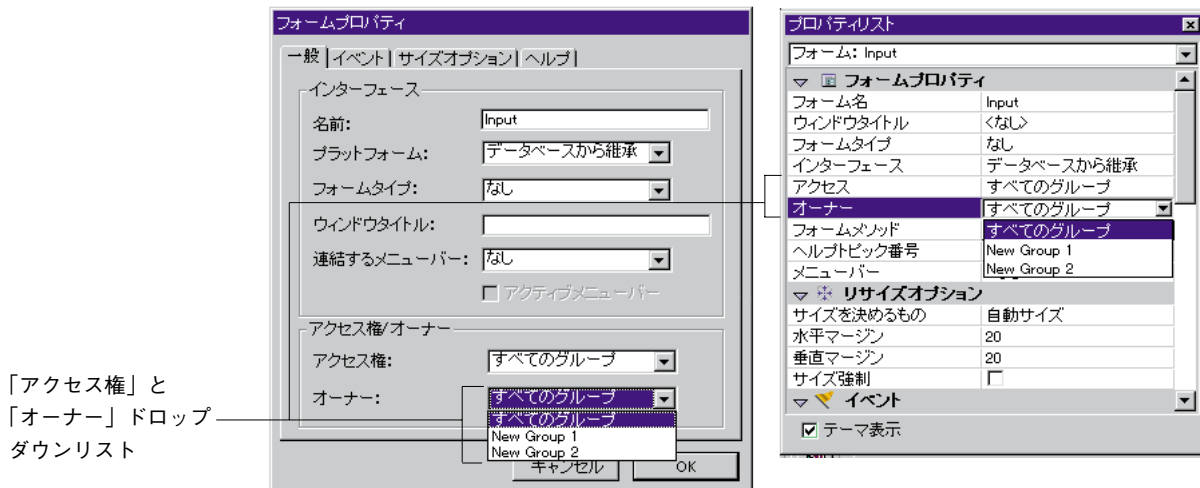 フォームプロパティ
一般 イベント サイズオプション ヘルプ
インターフェース
名前: Input
プラットフォーム: データベースから継承
フォームタイプ: なし
ウィンドウタイトル:
連結するメニューバー: なし
アクティブメニューバー
アクセス権/オーナー
アクセス権: すべてのグループ
オーナー: すべてのグループ
すべてのグループ
New Group 1
New Group 2
キャンセル OK
「アクセス権」と
「オーナー」ドロップ
ダウンリスト
プロパティリスト
フォーム: Input
フォームプロパティ
フォーム名 Input
ウィンドウタイトル <なし>
フォームタイプ なし
インターフェース データベースから継承
アクセス すべてのグループ
オーナー すべてのグループ
フォームメソッド すべてのグループ
ヘルプトピック番号 New Group 1
メニューバー New Group 2
リサイズオプション
サイズを決めるもの 自動サイズ
水平マージン 20
垂直マージン 20
サイズ強制
イベント
テーマ表示